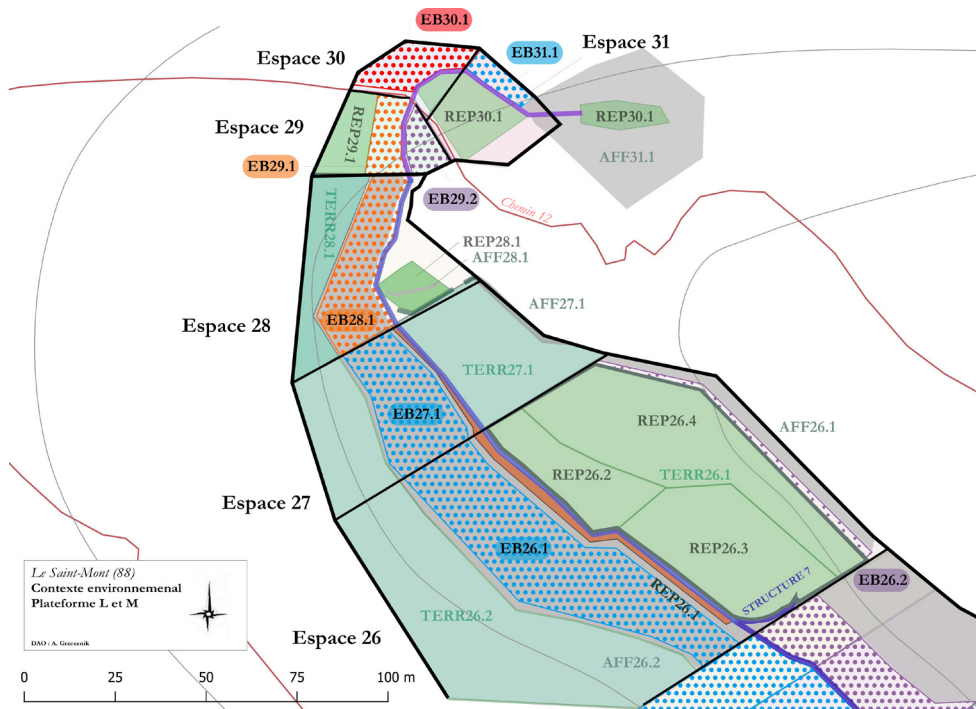 EB30.1
Espace 30
EB31.1
Espace 31
REP30.1
REP30.1
AFF31.1
Espace 29
REP29.1
EB29.1
EB29.2
Chemin 12
TERR28.1
REP28.1
AFF28.1
AFF27.1
Espace 28
EB28.1
TERR27.1
EB27.1
AFF26.1
REP26.4
REP26.2
TERR26.1
Espace 27
EB26.1
REP26.3
EB26.2
STRUCTURE 7
REP26.1
Le Saint-Mont (88)
Contexte environnemenal
Plateforme L et M
DAO : A. Grzesenik
TERR26.2
Espace 26
AFF26.2
0 25 50 75 100 m